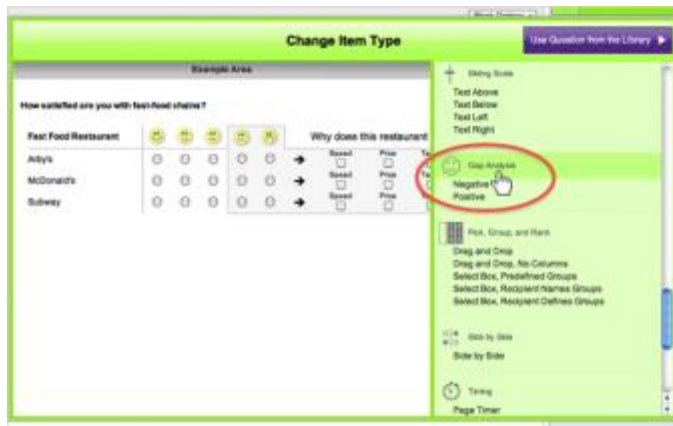 Change Item Type
Use Question from the Library
Example Area
How satisfied are you with fast-food chains?
Fast Food Restaurant
Why does this restaurant
Arby's
Speed
Price
McDonald's
Speed
Price
Subway
Speed
Price
Sliding Scale
Text Above
Text Below
Text Left
Text Right
Gap Analysis
Negative
Positive
Pick, Group, and Rank
Drag and Drop
Drag and Drop, No Columns
Select Box, Predefined Groups
Select Box, Recipient Names Groups
Select Box, Recipient Defines Groups
Side by Side
Side by Side
Timing
Page Timer